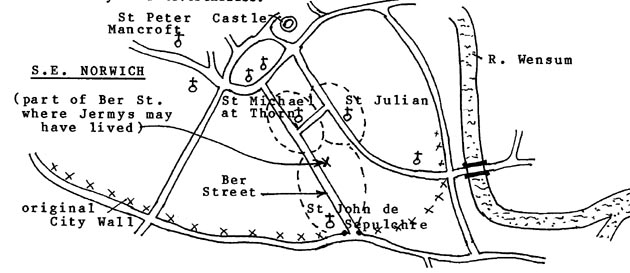 St Peter
Mancroft
Castle
S.E. NORWICH
R. Wensum
(part of Ber St.
where Jermys may
have lived)
St Michael
at Thorn
St Julian
Ber
Street
original
City Wall
St John de
Sepulchre